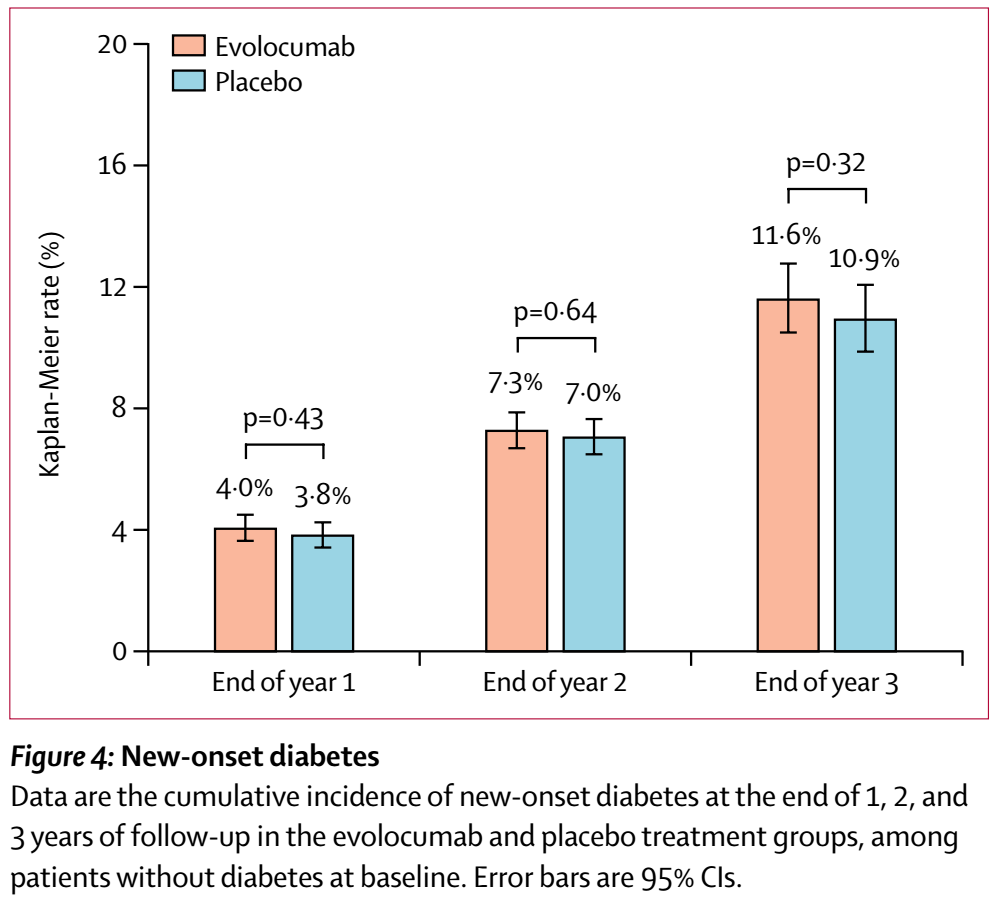 20
Evolocumab
Placebo
16
p=0·32
11·6%
10·9%
12
p=0·64
7·3%
7·0%
8
p=0·43
4·0%
3·8%
4
0
Kaplan-Meier rate (%)
End of year 1
End of year 2
End of year 3
Figure 4: New-onset diabetes
Data are the cumulative incidence of new-onset diabetes at the end of 1, 2, and
3 years of follow-up in the evolocumab and placebo treatment groups, among
patients without diabetes at baseline. Error bars are 95% CIs.